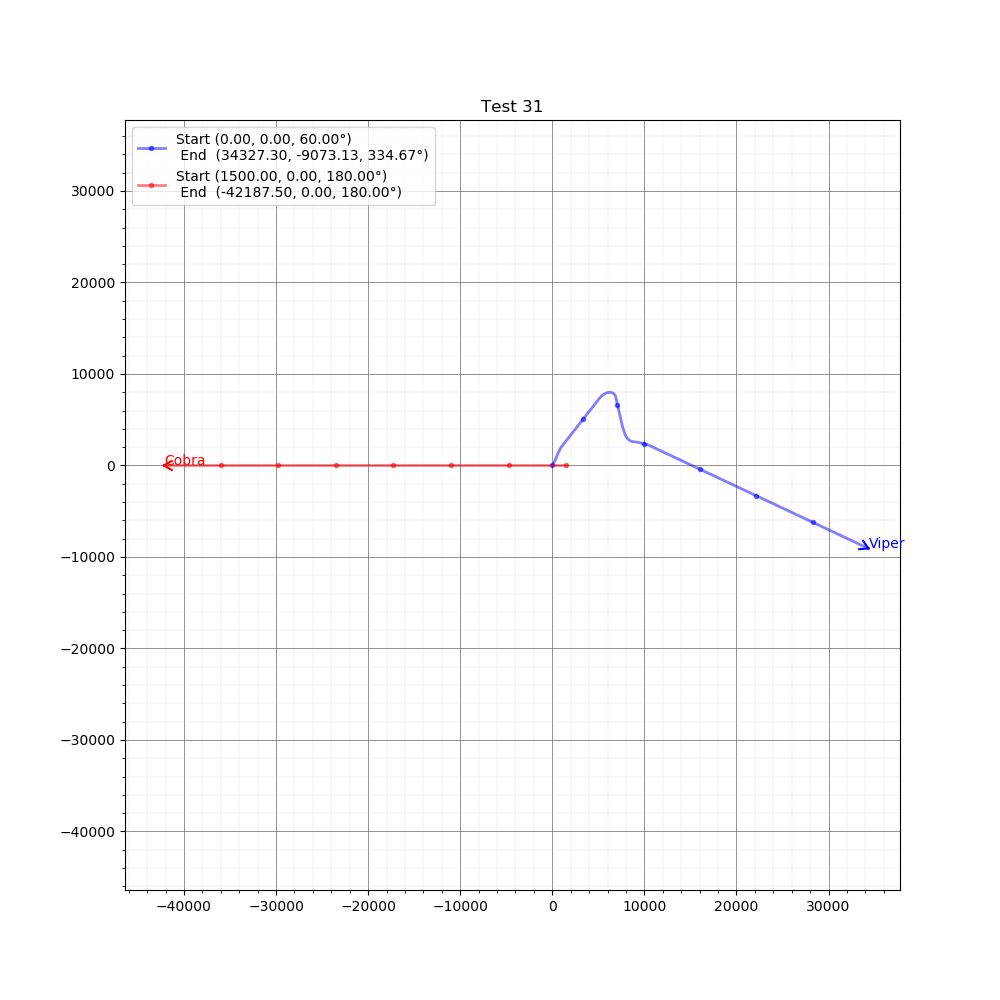 Test 31
Start (0.00, 0.00, 60.00°)
End (34327.30, -9073.13, 334.67°)
Start (1500.00, 0.00, 180.00°)
End (-42187.50, 0.00, 180.00°)
30000
20000
10000
0
−10000
−20000
−30000
−40000
Cobra
Viper
−40000 −30000 −20000 −10000 0 10000 20000 30000